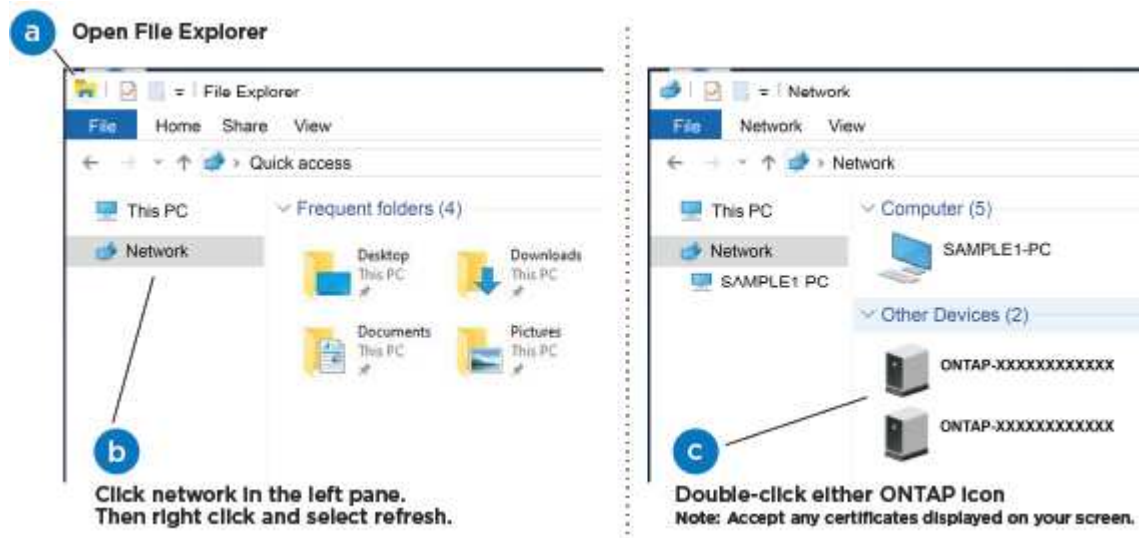 a Open File Explorer
File Explorer
File Home Share View
Quick access
This PC
Network
Frequent folders (4)
Desktop
This PC
Downloads
This PC
Documents
This PC
Pictures
This PC
b
Click network in the left pane.
Then right click and select refresh.
Network
File Network View
Network
This PC
Network
SAMPLE1 PC
Computer (5)
SAMPLE1-PC
Other Devices (2)
ONTAP-XXXXXXXXXXXX
ONTAP-XXXXXXXXXXXX
c
Double-click either ONTAP icon
Note: Accept any certificates displayed on your screen.